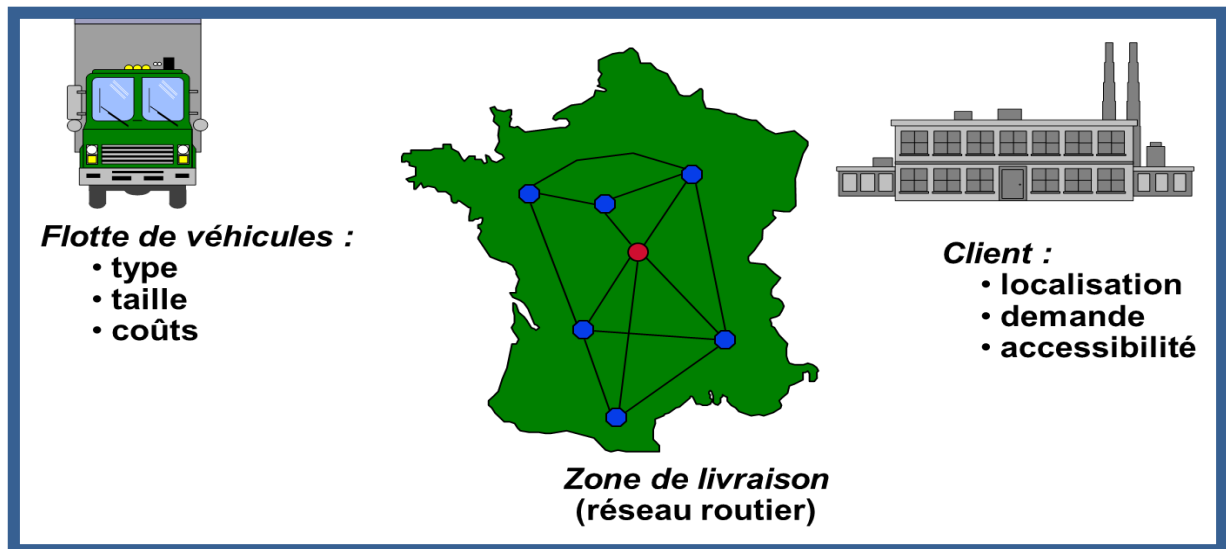 Flotte de véhicules :
• type
• taille
• coûts
Client :
• localisation
• demande
• accessibilité
Zone de livraison
(réseau routier)